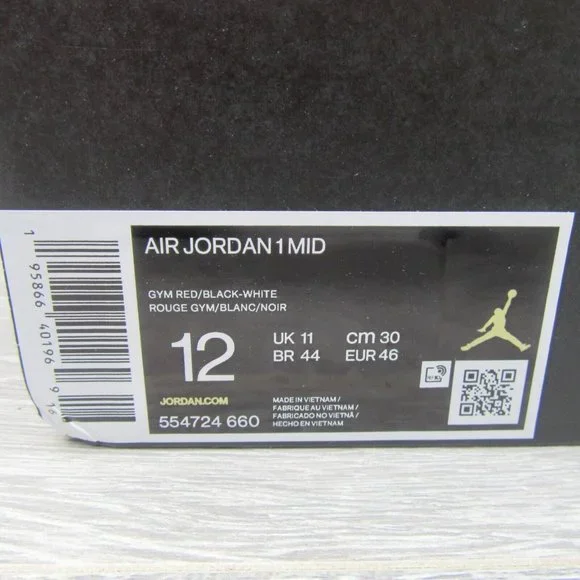 AIR JORDAN 1 MID
GYM RED/BLACK-WHITE
ROUGE GYM/BLANC/NOIR
12
UK 11 cm 30
BR 44 EUR 46
JORDAN.COM
554724 660
MADE IN VIETNAM /
FABRIQUE AU VIETNAM /
FABRICADO NO VIETNÃ /
HECHO EN VIETNAM
1 95866 40196 9 16